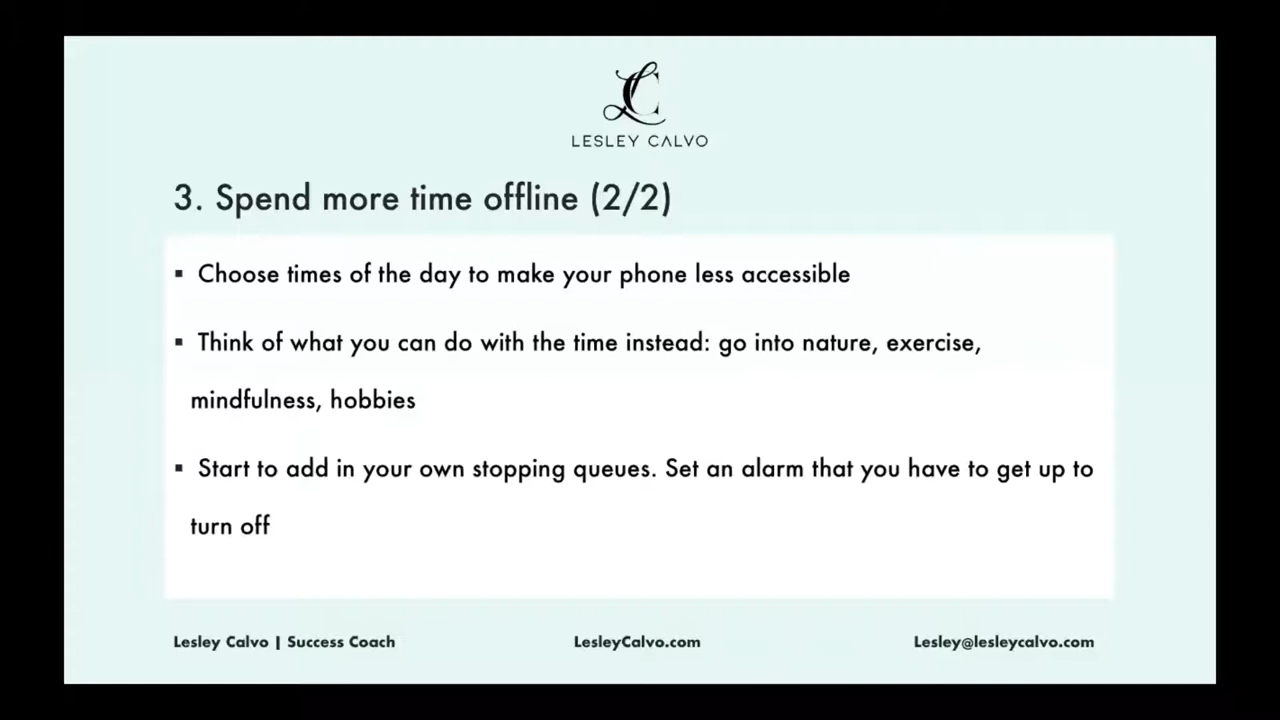 LC
LESLEY CALVO
3. Spend more time offline (2/2)
▪ Choose times of the day to make your phone less accessible
▪ Think of what you can do with the time instead: go into nature, exercise,
mindfulness, hobbies
▪ Start to add in your own stopping queues. Set an alarm that you have to get up to
turn off
Lesley Calvo | Success Coach
LesleyCalvo.com
Lesley@lesleycalvo.com